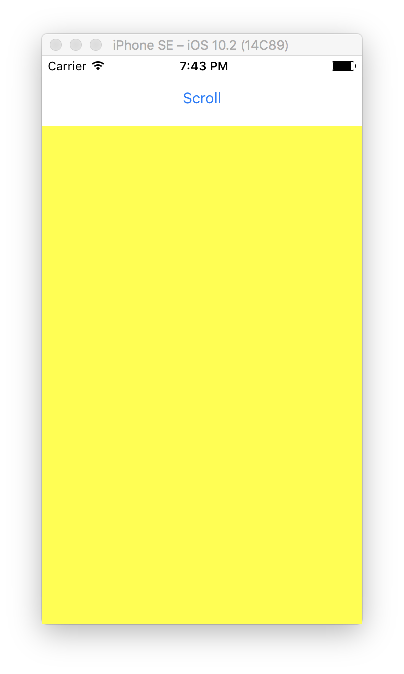 iPhone SE – iOS 10.2 (14C89)
Carrier 7:43 PM
Scroll